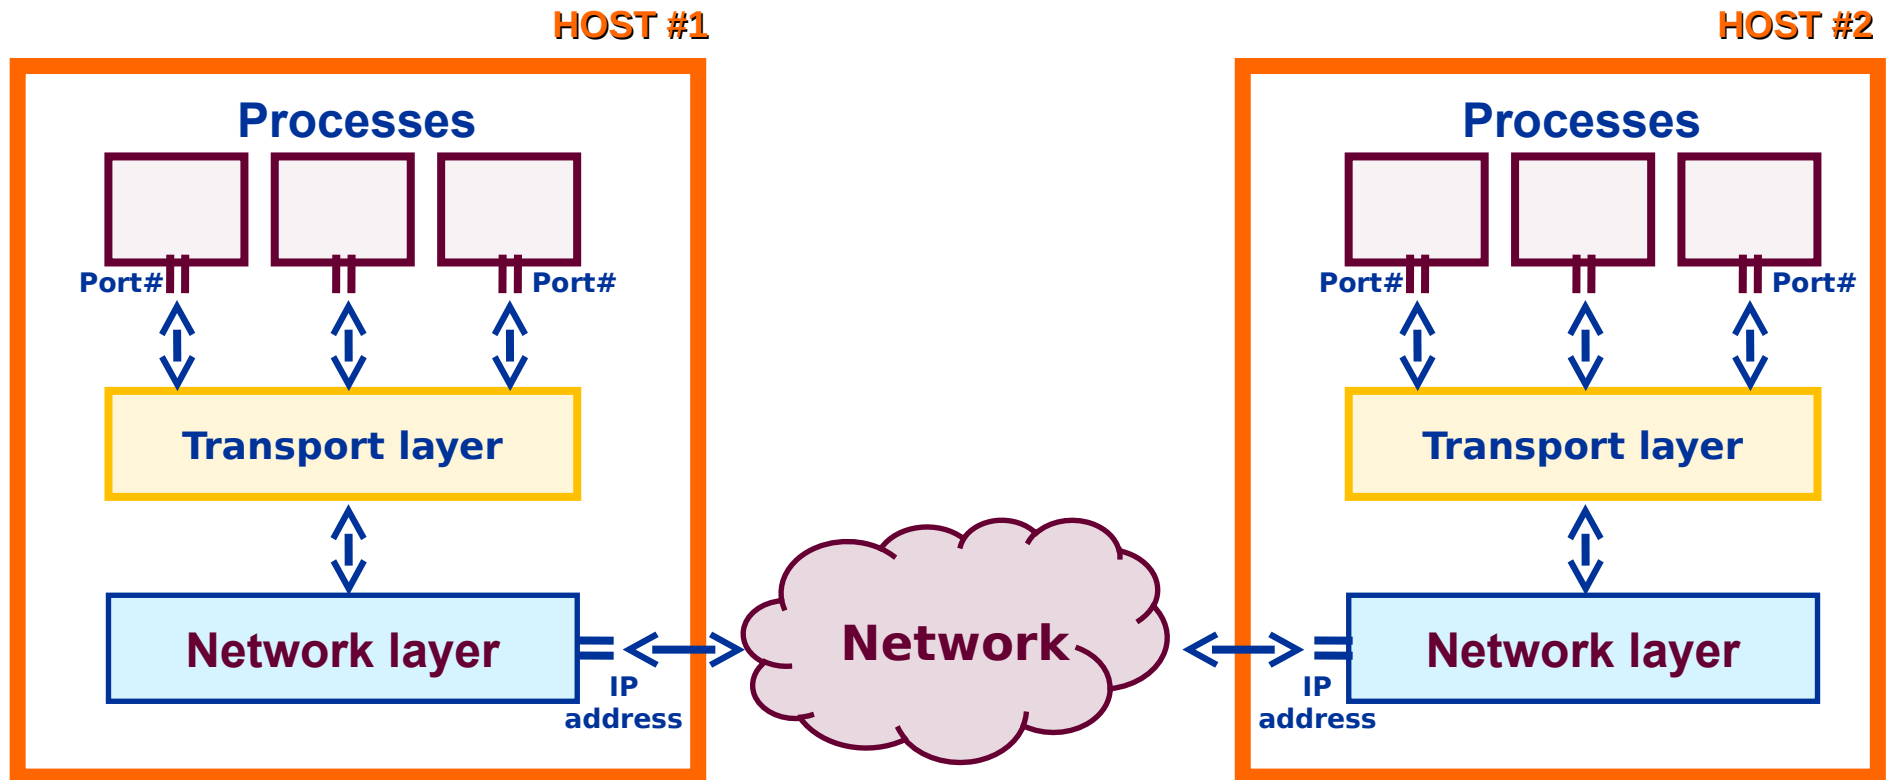 HOST #1
HOST #2
Processes
Processes
Port#
Port#
Port#
Port#
Transport layer
Transport layer
Network layer
Network
Network layer
IP
address
IP
address